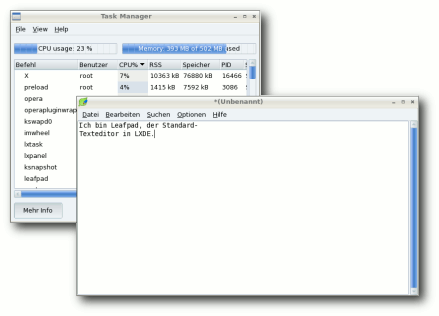 Task Manager
File View Help
CPU usage: 23 %
Memory: 393 MB of 502 MB used
Befehl Benutzer CPU% RSS Speicher PID
X root 7% 10363 kB 76880 kB 16466
preload root 4% 1415 kB 7592 kB 3086
opera
operapluginwrap
kswapd0
imwheel
lxtask
lxpanel
ksnapshot
leafpad
Mehr Info
*(Unbenannt)
Datei Bearbeiten Suchen Optionen Hilfe
Ich bin Leafpad, der Standard-
Texteditor in LXDE.